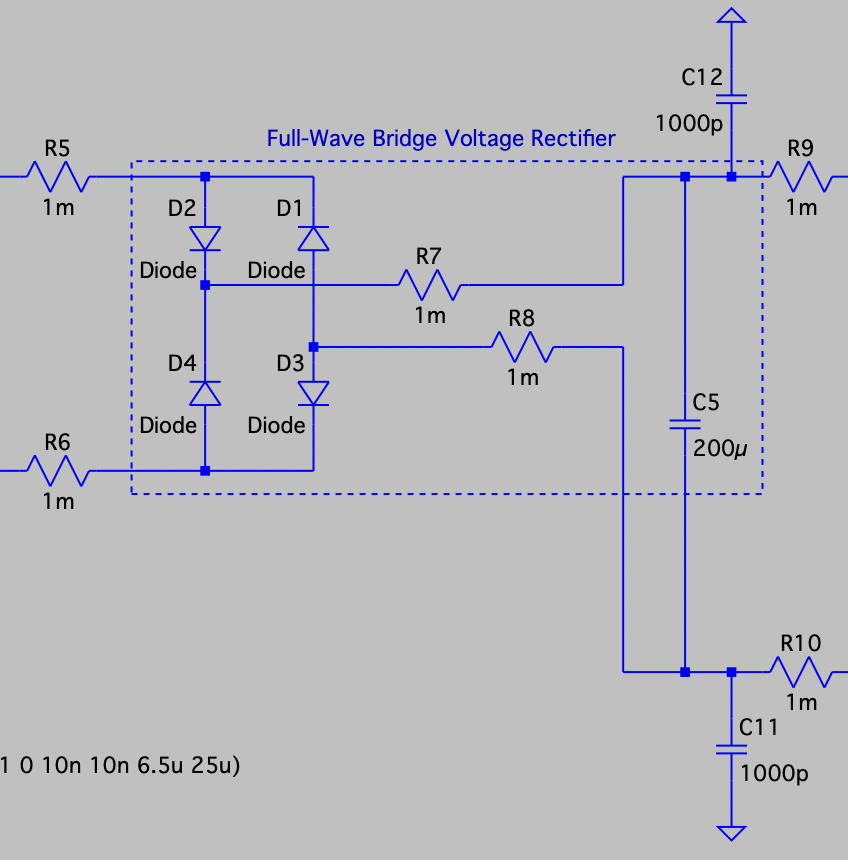 C12
1000p
Full-Wave Bridge Voltage Rectifier
R5
1m
R9
1m
D2
Diode
D1
Diode
R7
1m
R8
1m
D4
Diode
D3
Diode
C5
200µ
R6
1m
R10
1m
C11
1000p
1 0 10n 10n 6.5u 25u)